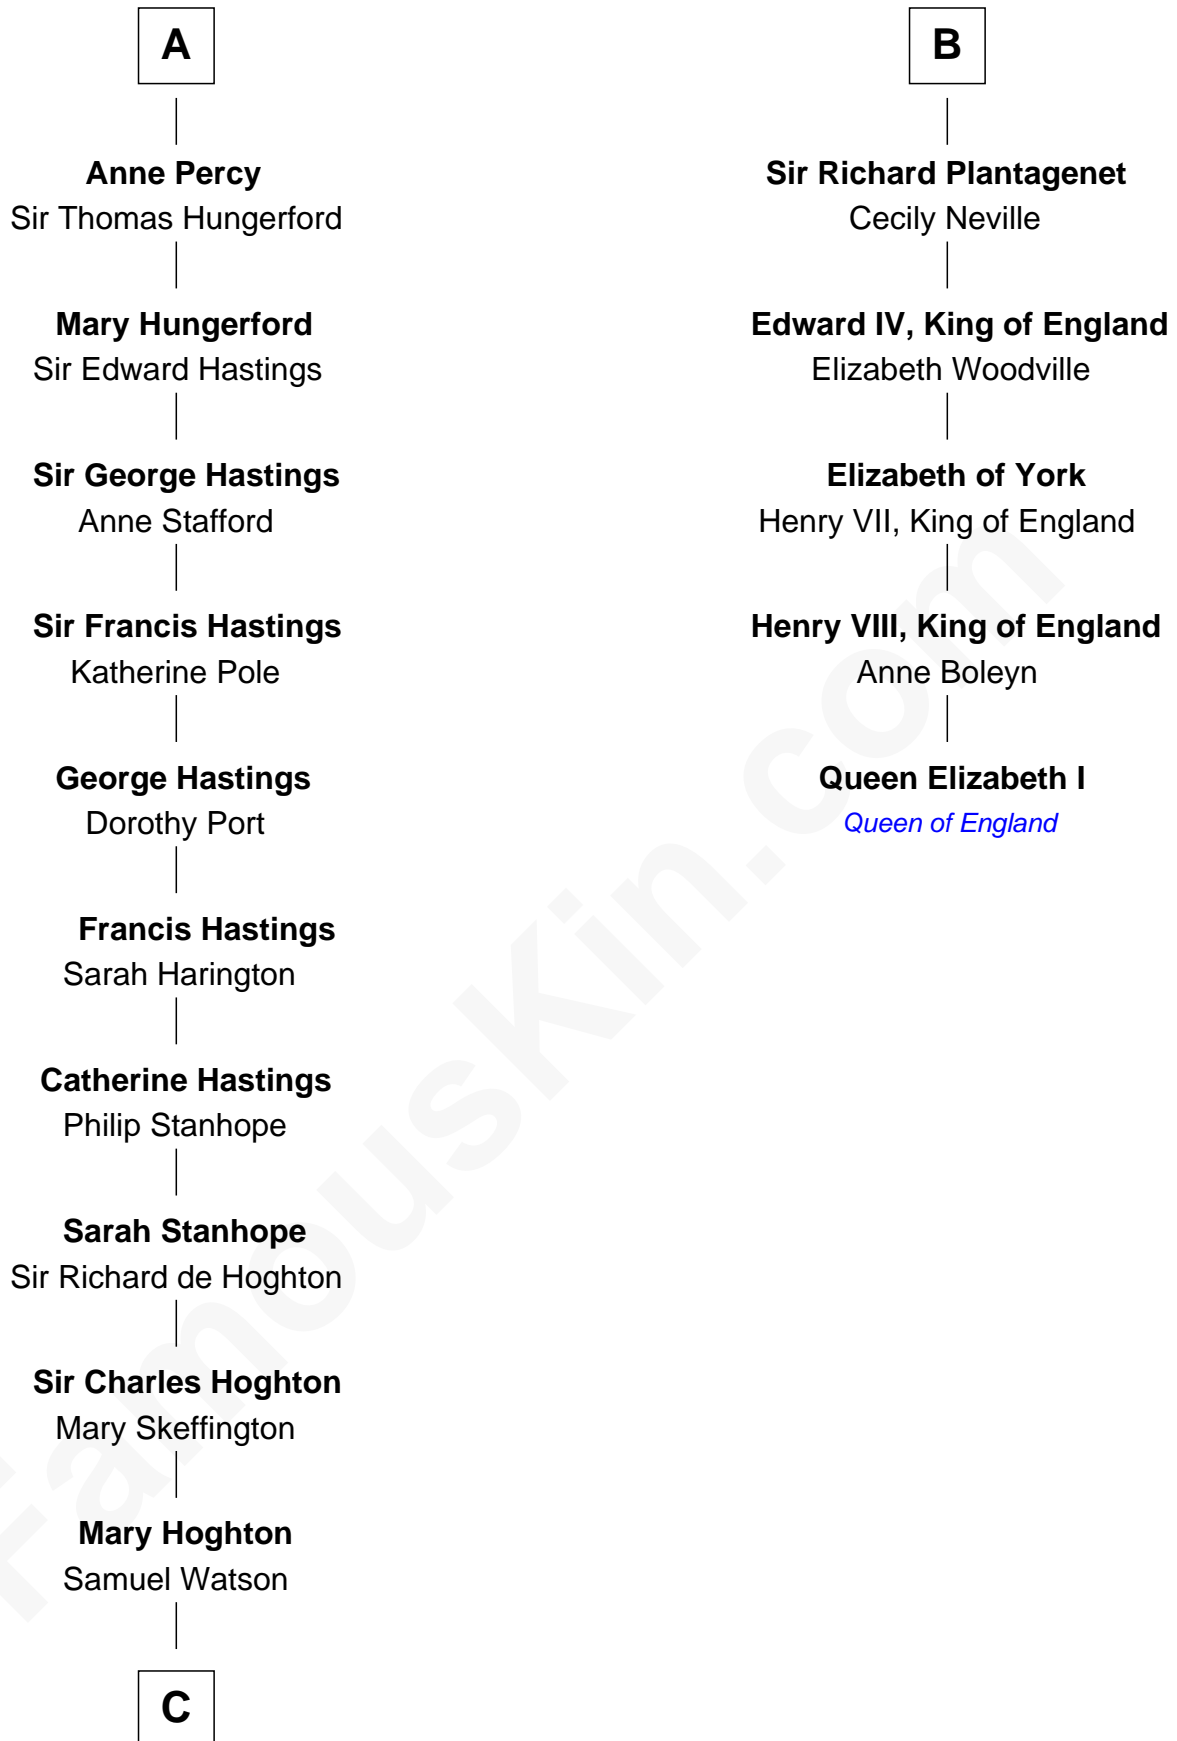 A
Anne Percy
Sir Thomas Hungerford
Mary Hungerford
Sir Edward Hastings
Sir George Hastings
Anne Stafford
Sir Francis Hastings
Katherine Pole
George Hastings
Dorothy Port
Francis Hastings
Sarah Harington
Catherine Hastings
Philip Stanhope
Sarah Stanhope
Sir Richard de Hoghton
Sir Charles Hoghton
Mary Skeffington
Mary Hoghton
Samuel Watson
C
B
Sir Richard Plantagenet
Cecily Neville
Edward IV, King of England
Elizabeth Woodville
Elizabeth of York
Henry VII, King of England
Henry VIII, King of England
Anne Boleyn
Queen Elizabeth I
Queen of England
FamousKin.com